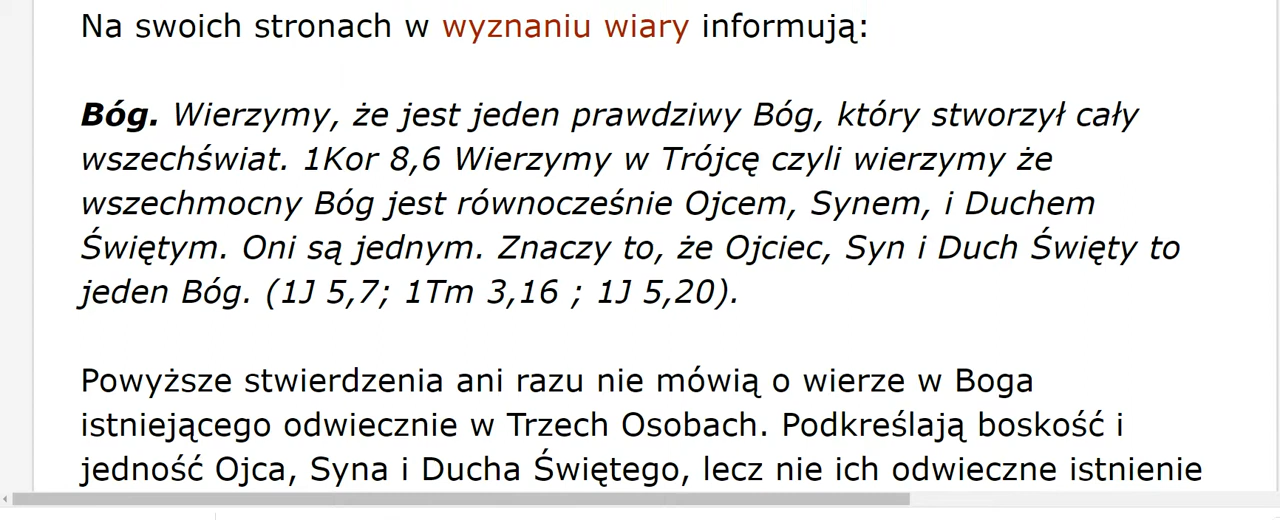 Na swoich stronach w wyznaniu wiary informują:
Bóg. Wierzymy, że jest jeden prawdziwy Bóg, który stworzył cały
wszechświat. 1Kor 8,6 Wierzymy w Trójcę czyli wierzymy że
wszechmocny Bóg jest równocześnie Ojcem, Synem, i Duchem
Świętym. Oni są jednym. Znaczy to, że Ojciec, Syn i Duch Święty to
jeden Bóg. (1J 5,7; 1Tm 3,16 ; 1J 5,20).
Powyższe stwierdzenia ani razu nie mówią o wierze w Boga
istniejącego odwiecznie w Trzech Osobach. Podkreślają boskość i
jedność Ojca, Syna i Ducha Świętego, lecz nie ich odwieczne istnienie